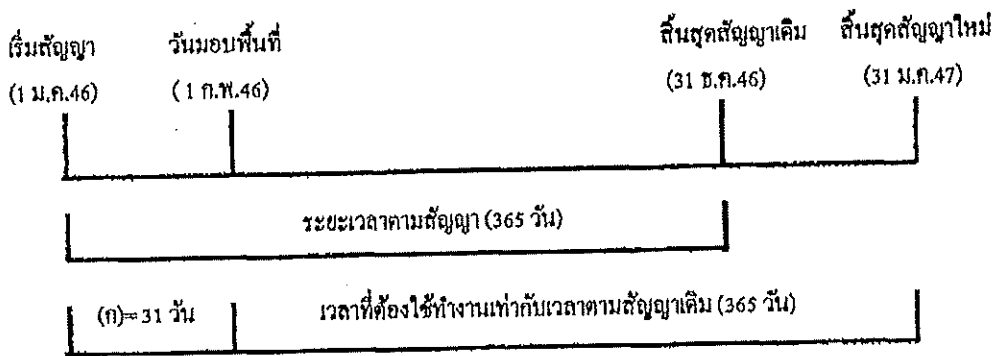 เริ่มสัญญา วันมอบพื้นที่ สิ้นสุดสัญญาเดิม สิ้นสุดสัญญาใหม่
(1 ม.ค.46) (1 ก.พ.46) (31 ธ.ค.46) (31 ม.ค.47)
ระยะเวลาตามสัญญา (365 วัน)
(ก)= 31 วัน เวลาที่ต้องใช้ทำงานเท่ากับเวลาตามสัญญาเดิม (365 วัน)